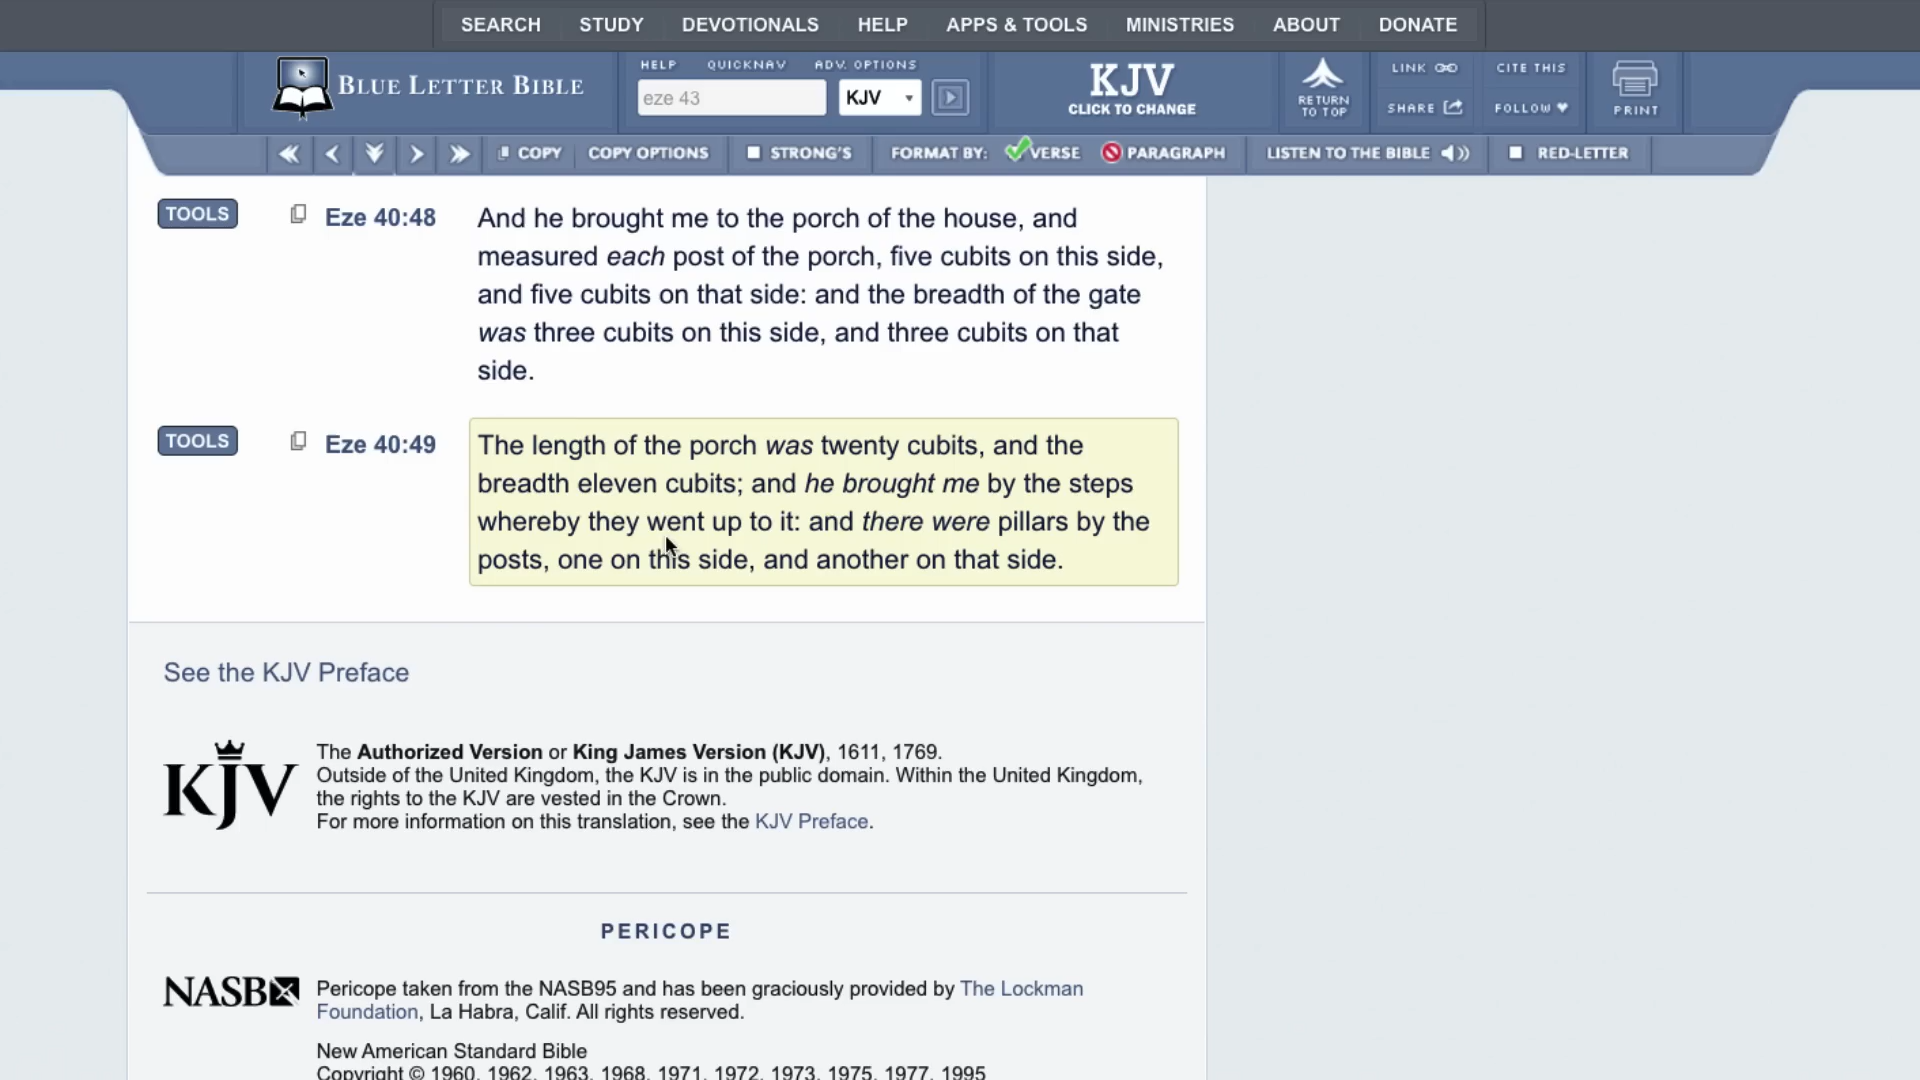 SEARCH STUDY DEVOTIONALS HELP APPS & TOOLS MINISTRIES ABOUT DONATE
HELP QUICKNAV ADV. OPTIONS
BLUE LETTER BIBLE
eze 43 KJV
KJV
CLICK TO CHANGE
RETURN
TO TOP
LINK CITE THIS
SHARE FOLLOW
PRINT
COPY COPY OPTIONS STRONG'S FORMAT BY: VERSE PARAGRAPH LISTEN TO THE BIBLE RED-LETTER
TOOLS Eze 40:48 And he brought me to the porch of the house, and
measured each post of the porch, five cubits on this side,
and five cubits on that side: and the breadth of the gate
was three cubits on this side, and three cubits on that
side.
TOOLS Eze 40:49 The length of the porch was twenty cubits, and the
breadth eleven cubits; and he brought me by the steps
whereby they went up to it: and there were pillars by the
posts, one on this side, and another on that side.
See the KJV Preface
KJV
The Authorized Version or King James Version (KJV), 1611, 1769.
Outside of the United Kingdom, the KJV is in the public domain. Within the United Kingdom,
the rights to the KJV are vested in the Crown.
For more information on this translation, see the KJV Preface.
PERICOPE
NASB
Pericope taken from the NASB95 and has been graciously provided by The Lockman
Foundation, La Habra, Calif. All rights reserved.
New American Standard Bible
Copyright © 1960, 1962, 1963, 1968, 1971, 1972, 1973, 1975, 1977, 1995